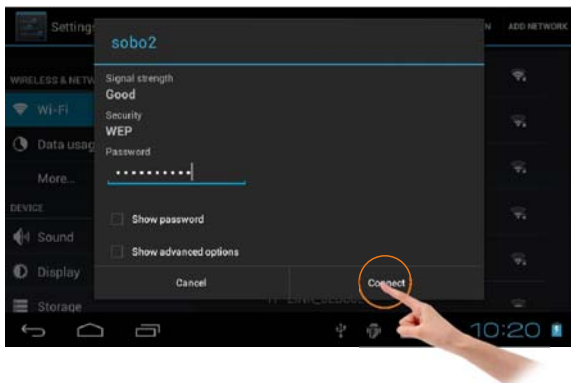 Settings
ADD NETWORK
sobo2
WIRELESS & NETW
Signal strength
Good
Wi-Fi
Security
WEP
Data usag
Password
••••••••••
More...
DEVICE
Show password
Sound
Show advanced options
Display
Cancel
Connect
Storage
10:20